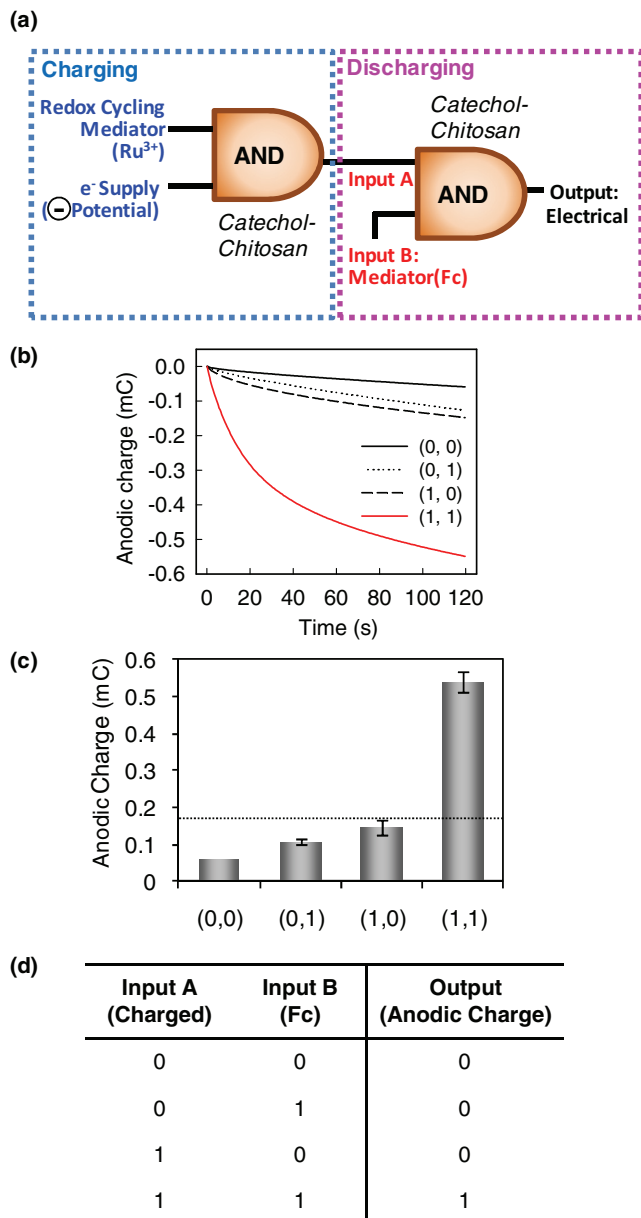 (a)
Charging
Discharging
Redox Cycling
Mediator
(Ru³⁺)
AND
e⁻ Supply
(⊖Potential)
Catechol-
Chitosan
Catechol-
Chitosan
AND
Input A
Input B:
Mediator(Fc)
Output:
Electrical
(b)
Anodic charge (mC)
0.0
-0.1
-0.2
-0.3
-0.4
-0.5
-0.6
(0, 0)
(0, 1)
(1, 0)
(1, 1)
0 20 40 60 80 100 120
Time (s)
(c)
Anodic Charge (mC)
0.6
0.5
0.4
0.3
0.2
0.1
0
(0,0) (0,1) (1,0) (1,1)
(d)
Input A Input B Output
(Charged) (Fc) (Anodic Charge)
0 0 0
0 1 0
1 0 0
1 1 1